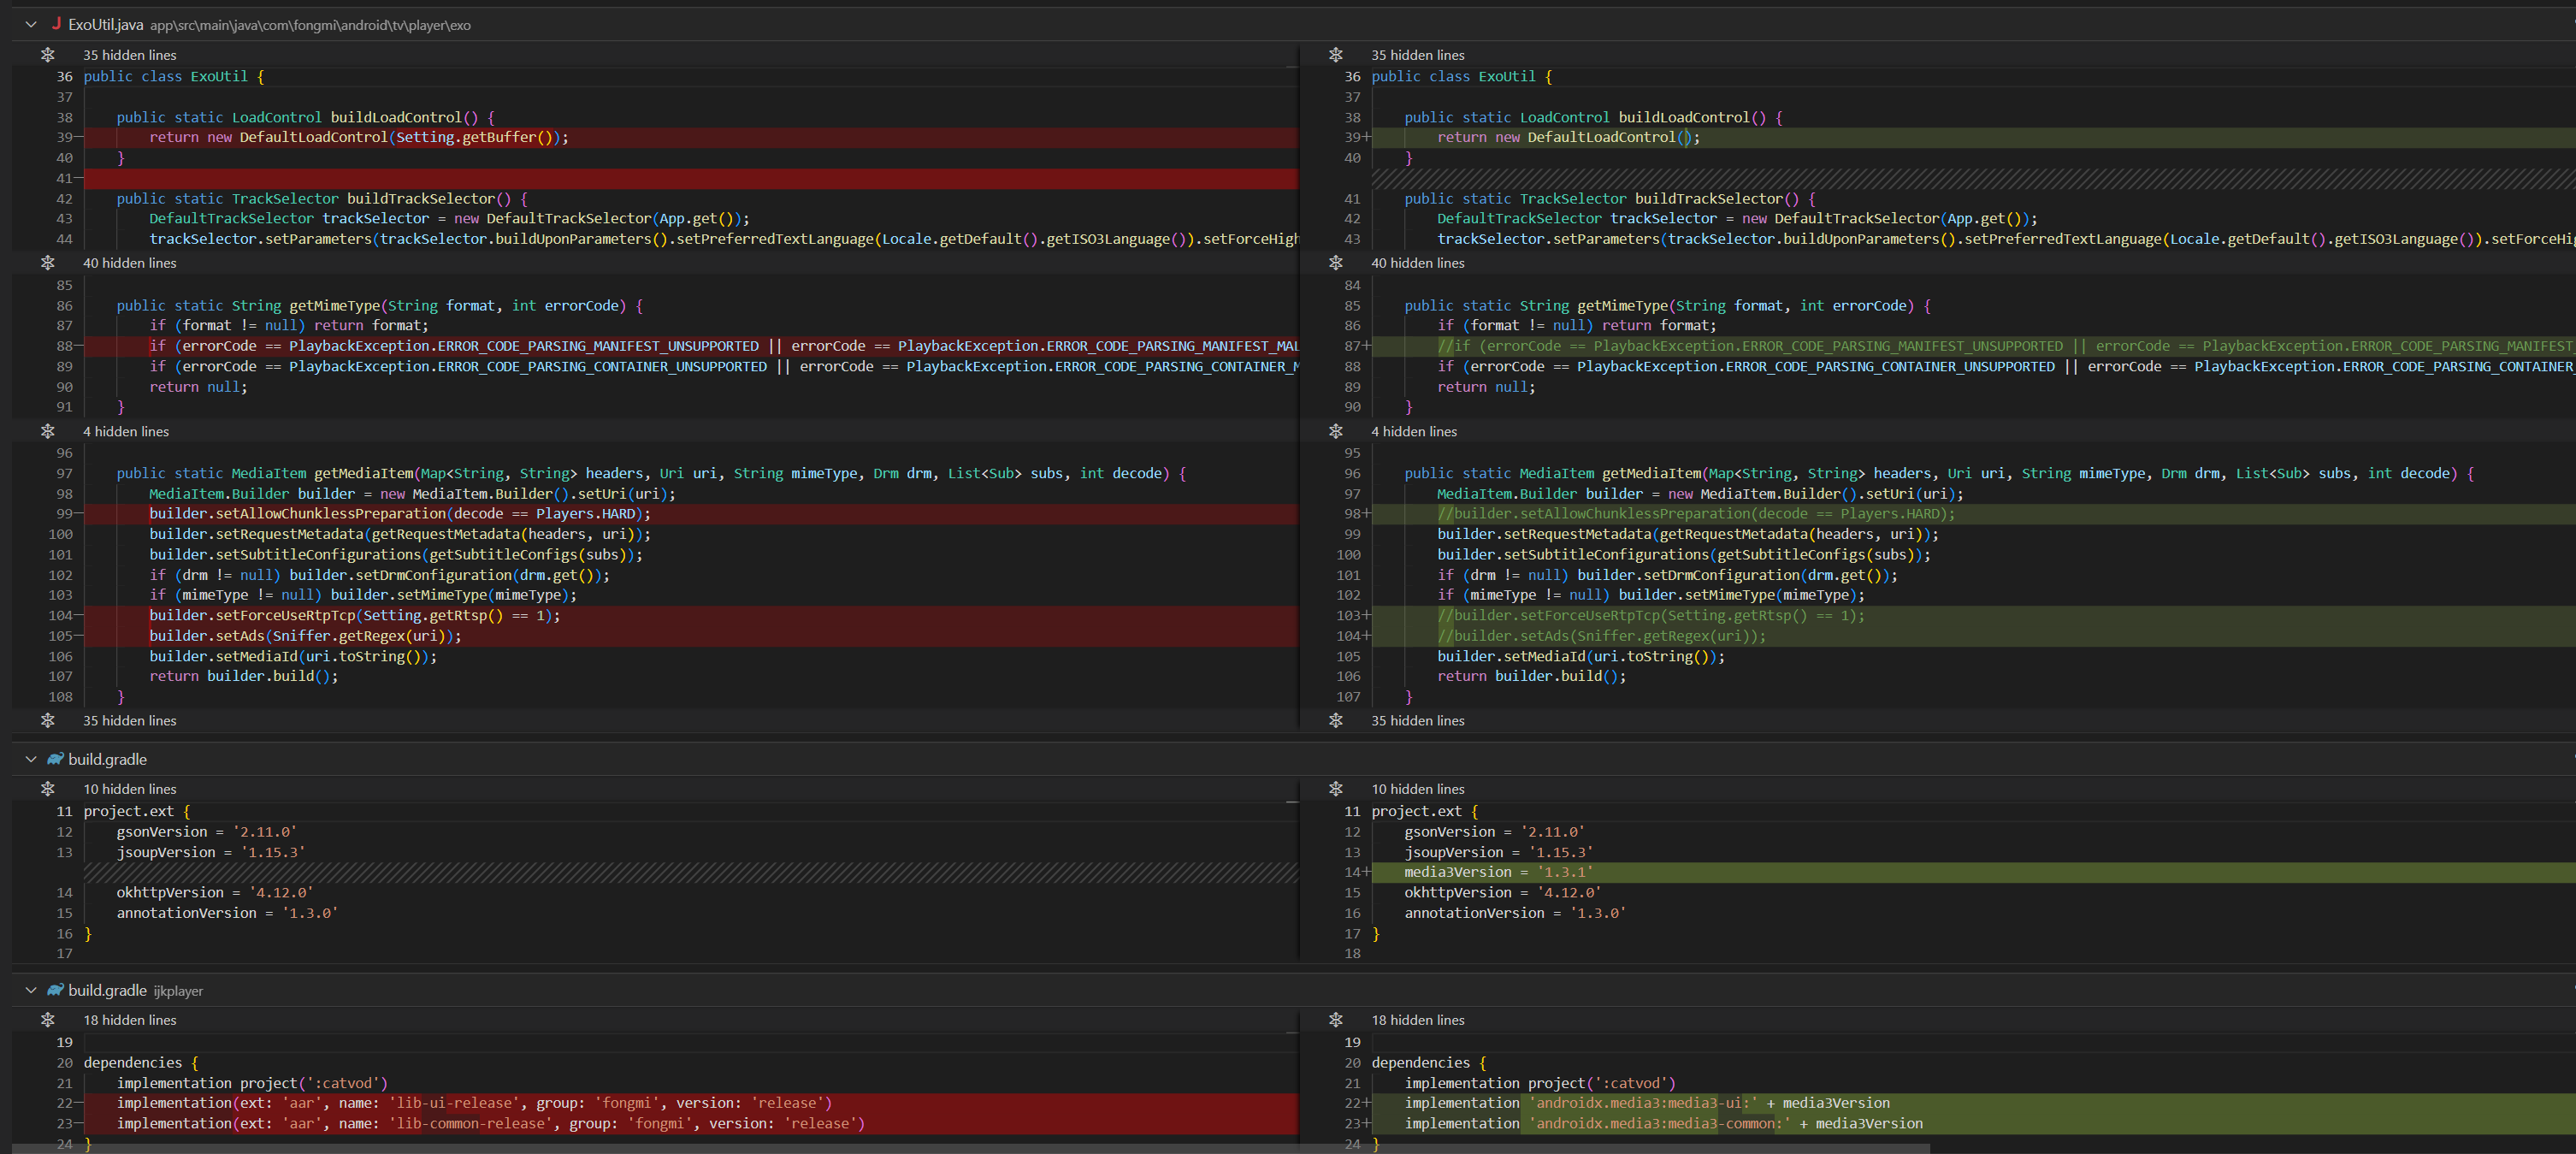 ExoUtil.java app\src\main\java\com\fongmi\android\tv\player\exo
35 hidden lines
36 public class ExoUtil {
37
38 public static LoadControl buildLoadControl() {
39— return new DefaultLoadControl(Setting.getBuffer());
40 }
41—
42 public static TrackSelector buildTrackSelector() {
43 DefaultTrackSelector trackSelector = new DefaultTrackSelector(App.get());
44 trackSelector.setParameters(trackSelector.buildUponParameters().setPreferredTextLanguage(Locale.getDefault().getISO3Language()).setForceHigh
40 hidden lines
85
86 public static String getMimeType(String format, int errorCode) {
87 if (format != null) return format;
88— if (errorCode == PlaybackException.ERROR_CODE_PARSING_MANIFEST_UNSUPPORTED || errorCode == PlaybackException.ERROR_CODE_PARSING_MANIFEST_MAL
89 if (errorCode == PlaybackException.ERROR_CODE_PARSING_CONTAINER_UNSUPPORTED || errorCode == PlaybackException.ERROR_CODE_PARSING_CONTAINER_M
90 return null;
91 }
4 hidden lines
96
97 public static MediaItem getMediaItem(Map<String, String> headers, Uri uri, String mimeType, Drm drm, List<Sub> subs, int decode) {
98 MediaItem.Builder builder = new MediaItem.Builder().setUri(uri);
99— builder.setAllowChunklessPreparation(decode == Players.HARD);
100 builder.setRequestMetadata(getRequestMetadata(headers, uri));
101 builder.setSubtitleConfigurations(getSubtitleConfigs(subs));
102 if (drm != null) builder.setDrmConfiguration(drm.get());
103 if (mimeType != null) builder.setMimeType(mimeType);
104— builder.setForceUseRtpTcp(Setting.getRtsp() == 1);
105— builder.setAds(Sniffer.getRegex(uri));
106 builder.setMediaId(uri.toString());
107 return builder.build();
108 }
35 hidden lines
35 hidden lines
36 public class ExoUtil {
37
38 public static LoadControl buildLoadControl() {
39+ return new DefaultLoadControl();
40 }
41 public static TrackSelector buildTrackSelector() {
42 DefaultTrackSelector trackSelector = new DefaultTrackSelector(App.get());
43 trackSelector.setParameters(trackSelector.buildUponParameters().setPreferredTextLanguage(Locale.getDefault().getISO3Language()).setForceHi
40 hidden lines
84
85 public static String getMimeType(String format, int errorCode) {
86 if (format != null) return format;
87+ //if (errorCode == PlaybackException.ERROR_CODE_PARSING_MANIFEST_UNSUPPORTED || errorCode == PlaybackException.ERROR_CODE_PARSING_MANIFEST_
88 if (errorCode == PlaybackException.ERROR_CODE_PARSING_CONTAINER_UNSUPPORTED || errorCode == PlaybackException.ERROR_CODE_PARSING_CONTAINER_
89 return null;
90 }
4 hidden lines
95
96 public static MediaItem getMediaItem(Map<String, String> headers, Uri uri, String mimeType, Drm drm, List<Sub> subs, int decode) {
97 MediaItem.Builder builder = new MediaItem.Builder().setUri(uri);
98+ //builder.setAllowChunklessPreparation(decode == Players.HARD);
99 builder.setRequestMetadata(getRequestMetadata(headers, uri));
100 builder.setSubtitleConfigurations(getSubtitleConfigs(subs));
101 if (drm != null) builder.setDrmConfiguration(drm.get());
102 if (mimeType != null) builder.setMimeType(mimeType);
103+ //builder.setForceUseRtpTcp(Setting.getRtsp() == 1);
104+ //builder.setAds(Sniffer.getRegex(uri));
105 builder.setMediaId(uri.toString());
106 return builder.build();
107 }
35 hidden lines
build.gradle
10 hidden lines
11 project.ext {
12 gsonVersion = '2.11.0'
13 jsoupVersion = '1.15.3'
14 okhttpVersion = '4.12.0'
15 annotationVersion = '1.3.0'
16 }
17
10 hidden lines
11 project.ext {
12 gsonVersion = '2.11.0'
13 jsoupVersion = '1.15.3'
14+ media3Version = '1.3.1'
15 okhttpVersion = '4.12.0'
16 annotationVersion = '1.3.0'
17 }
18
build.gradle ijkplayer
18 hidden lines
19
20 dependencies {
21 implementation project(':catvod')
22— implementation(ext: 'aar', name: 'lib-ui-release', group: 'fongmi', version: 'release')
23— implementation(ext: 'aar', name: 'lib-common-release', group: 'fongmi', version: 'release')
24 }
18 hidden lines
19
20 dependencies {
21 implementation project(':catvod')
22+ implementation 'androidx.media3:media3-ui:' + media3Version
23+ implementation 'androidx.media3:media3-common:' + media3Version
24 }